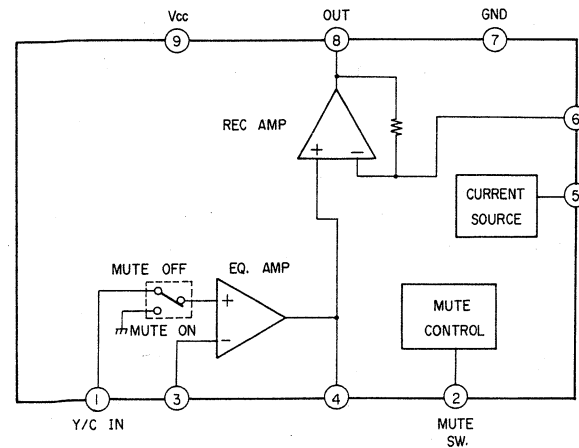 Vcc
OUT
GND
9
8
7
REC AMP
6
+
−
CURRENT
SOURCE
5
MUTE OFF
EQ. AMP
+
MUTE ON
−
MUTE
CONTROL
1
3
4
2
Y/C IN
MUTE
SW.